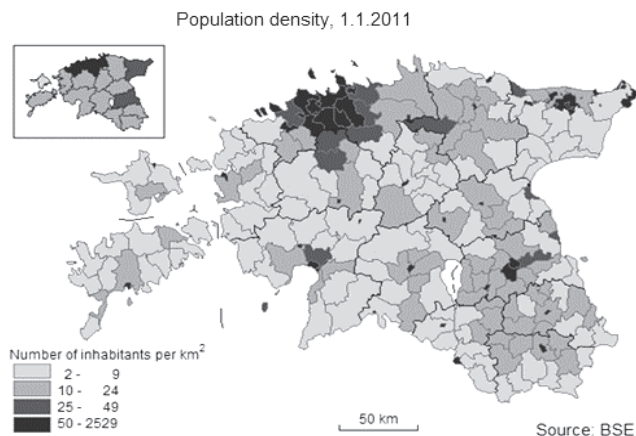 Population density, 1.1.2011
Number of inhabitants per km²
2 - 9
10 - 24
25 - 49
50 - 2529
50 km
Source: BSE